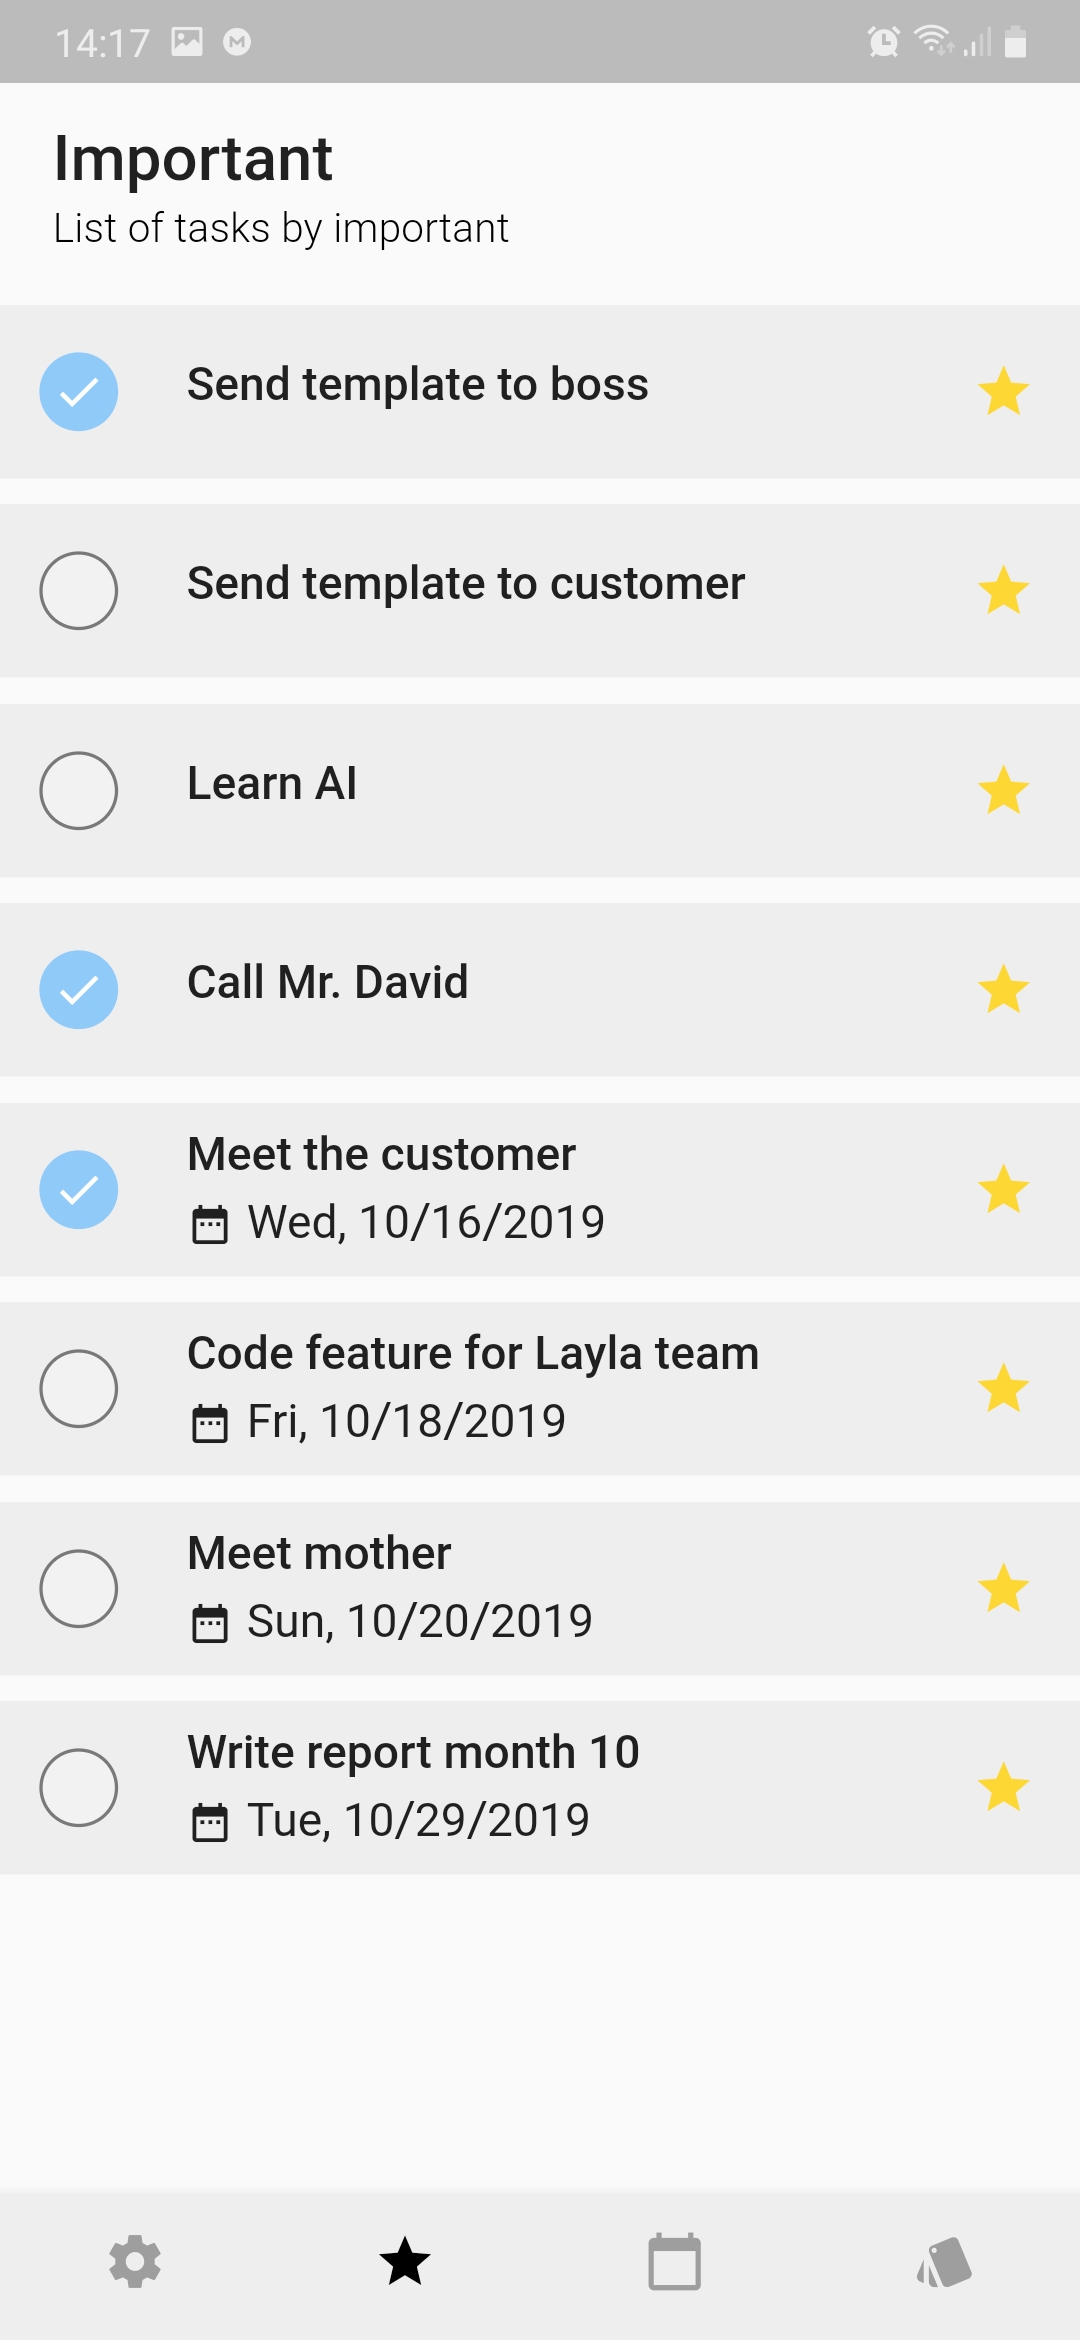 14:17
Important
List of tasks by important
Send template to boss
Send template to customer
Learn AI
Call Mr. David
Meet the customer
Wed, 10/16/2019
Code feature for Layla team
Fri, 10/18/2019
Meet mother
Sun, 10/20/2019
Write report month 10
Tue, 10/29/2019